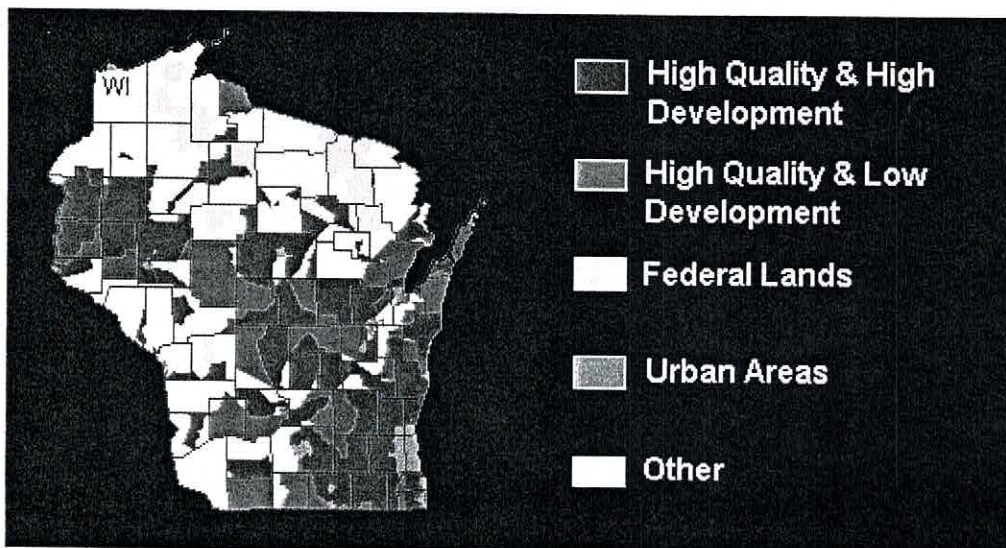 WI
High Quality & High
Development
High Quality & Low
Development
Federal Lands
Urban Areas
Other